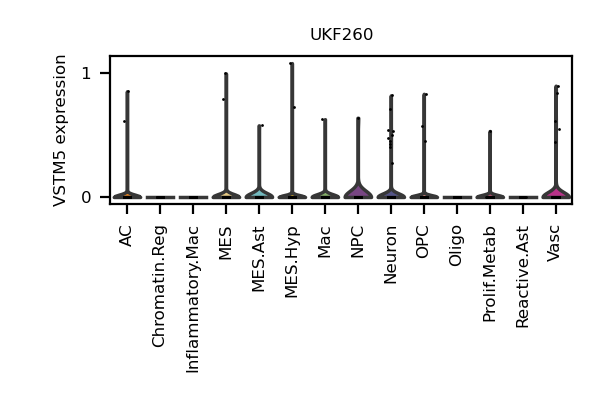 UKF260
VSTM5 expression
1
0
AC
Chromatin.Reg
Inflammatory.Mac
MES
MES.Ast
MES.Hyp
Mac
NPC
Neuron
OPC
Oligo
Prolif.Metab
Reactive.Ast
Vasc